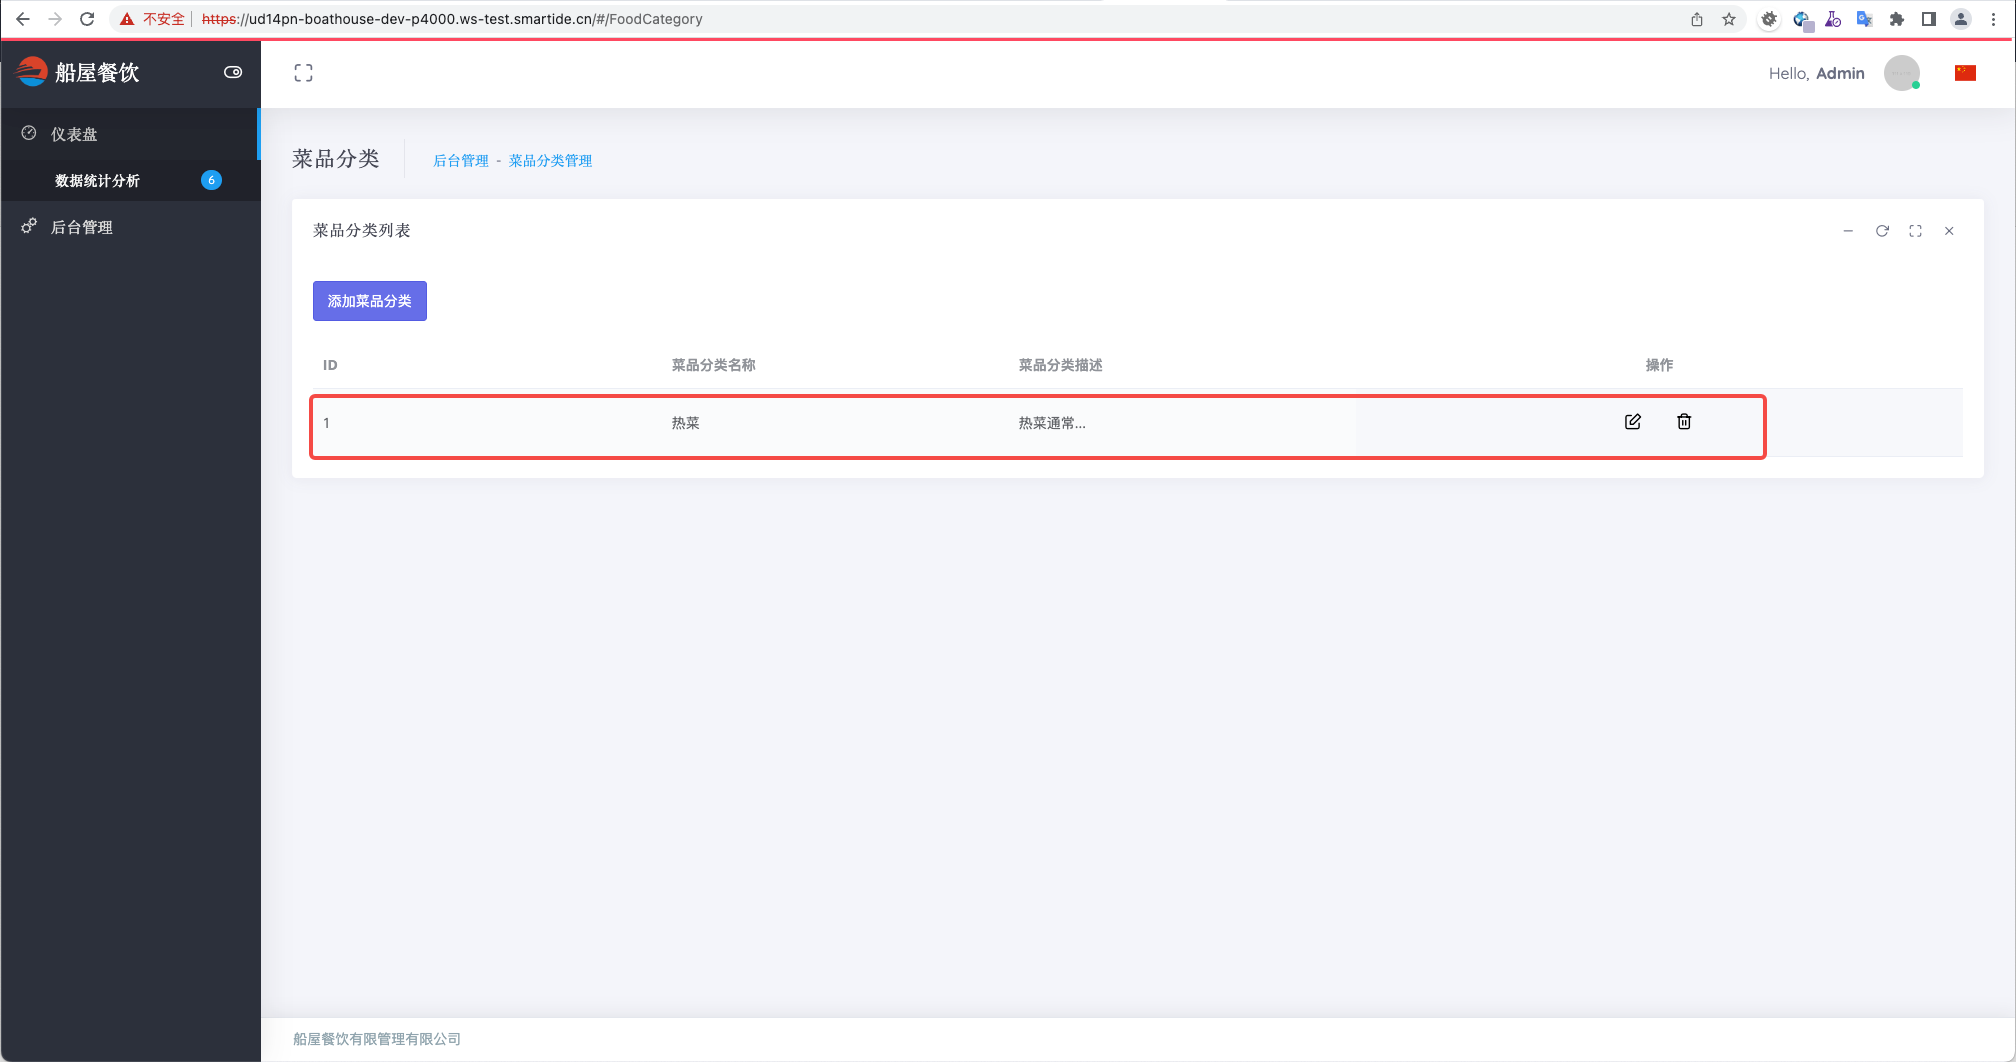 不安全 https://ud14pn-boathouse-dev-p4000.ws-test.smartide.cn/#/FoodCategory
船屋餐饮
Hello, Admin
仪表盘
数据统计分析 6
后台管理
菜品分类
后台管理 - 菜品分类管理
菜品分类列表
添加菜品分类
ID 菜品分类名称 菜品分类描述 操作
1 热菜 热菜通常...
船屋餐饮有限管理有限公司